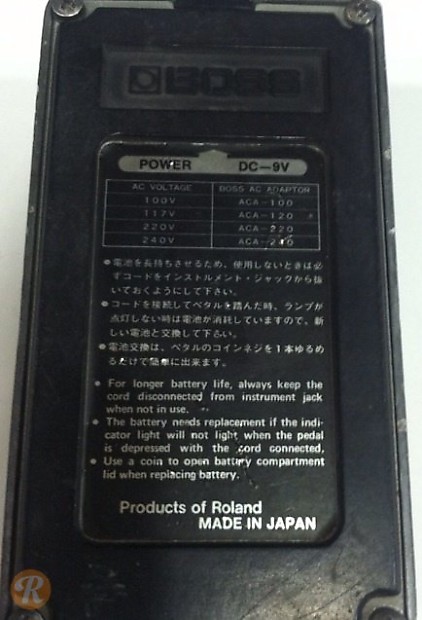 BOSS
POWER DC-9V
AC VOLTAGE BOSS AC ADAPTOR
100V ACA-100
117V ACA-120
220V ACA-220
240V ACA-240
●電池を長持ちさせるため、使用しないときは必
ずコードをインストルメント・ジャックから抜
いておくようにして下さい。
●コードを接続してペタルを踏んだ時、ランプが
点灯しない時は電池が消耗していますので、新
しい電池と交換して下さい。
●電池交換は、ペタルのコインネジを1本ゆるめ
るだけで簡単に出来ます。
● For longer battery life, always keep the
cord disconnected from instrument jack
when not in use.
● The battery needs replacement if the indi-
cator light will not light when the pedal
is depressed with the cord connected.
● Use a coin to open battery compartment
lid when replacing battery.
Products of Roland
MADE IN JAPAN
R